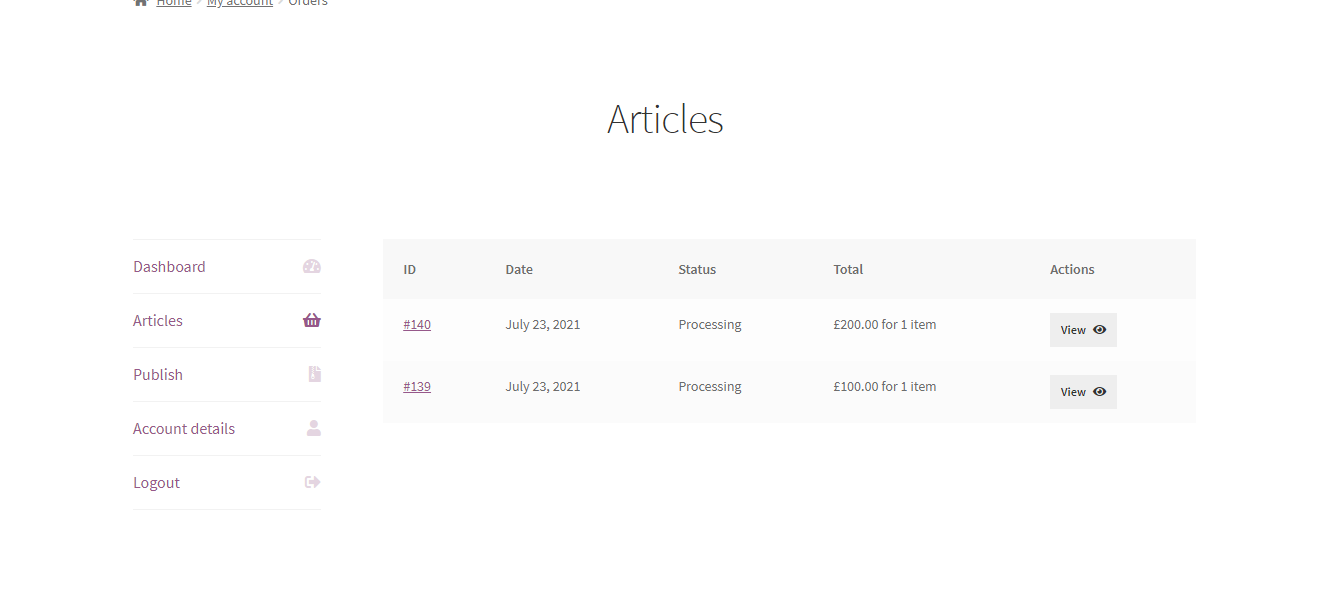 Home > My account > Orders
Articles
Dashboard
Articles
Publish
Account details
Logout
ID Date Status Total Actions
#140 July 23, 2021 Processing £200.00 for 1 item View
#139 July 23, 2021 Processing £100.00 for 1 item View